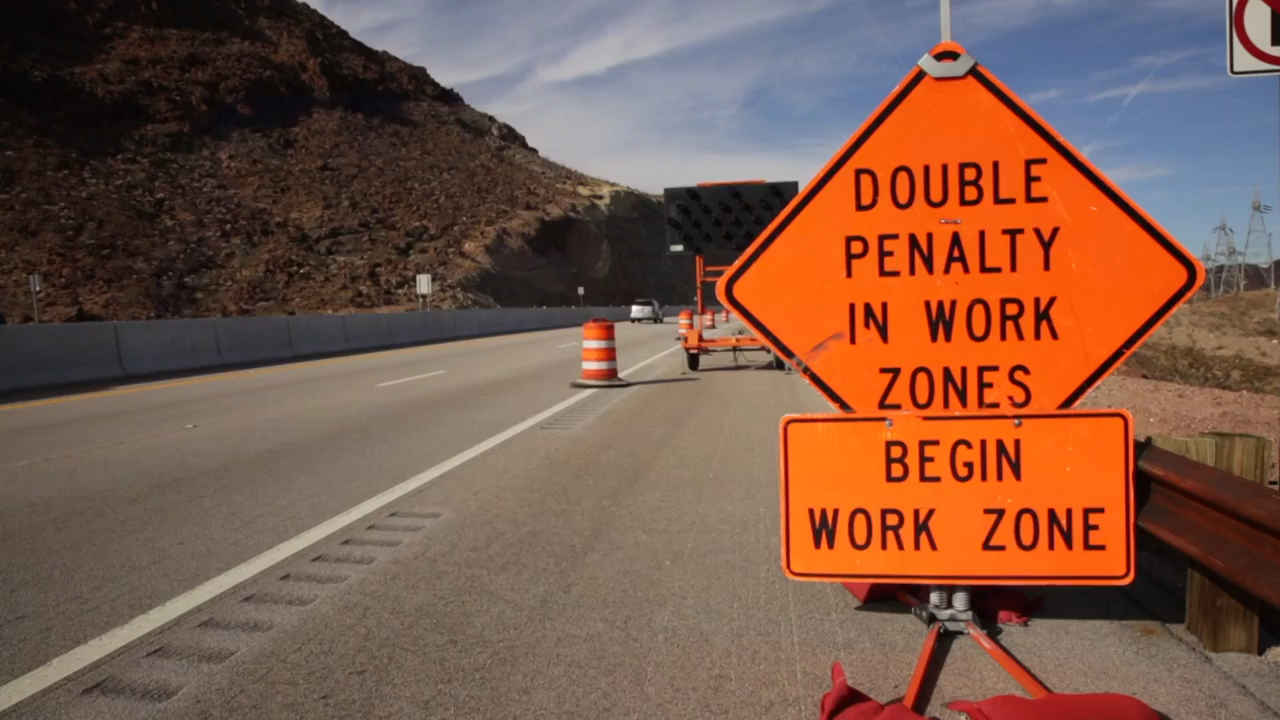 DOUBLE
PENALTY
IN WORK
ZONES
BEGIN
WORK ZONE